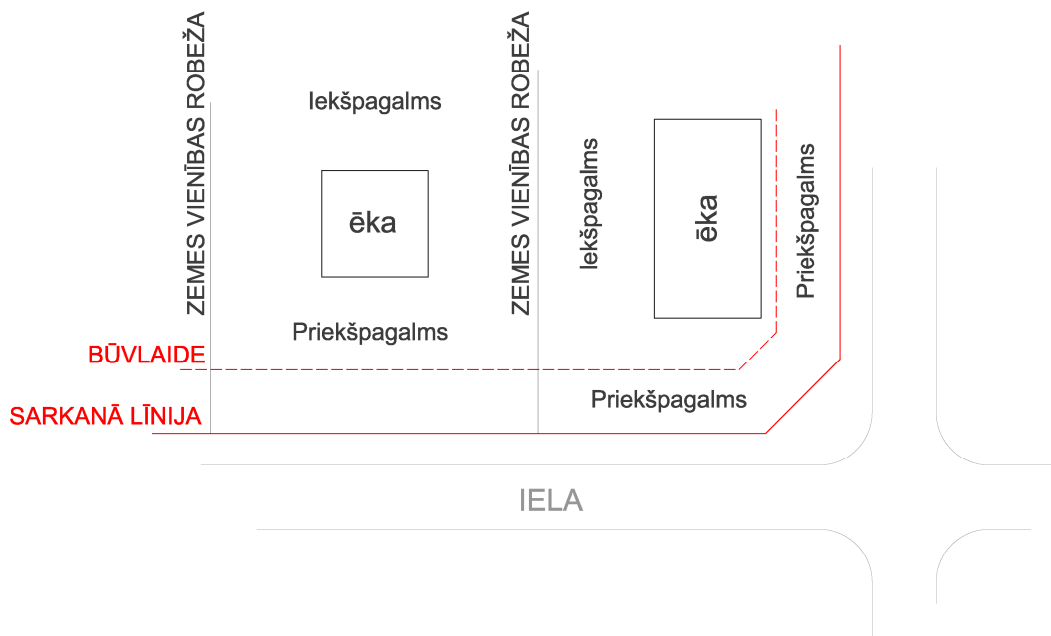 ZEMES VIENĪBAS ROBEŽA
ZEMES VIENĪBAS ROBEŽA
Iekšpagalms
Iekšpagalms
Priekšpagalms
ēka
ēka
Priekšpagalms
BŪVLAIDE
Priekšpagalms
SARKANĀ LĪNIJA
IELA